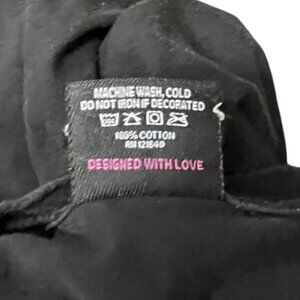 MACHINE WASH, COLD
DO NOT IRON IF DECORATED
100% COTTON
RN 121640
DESIGNED WITH LOVE